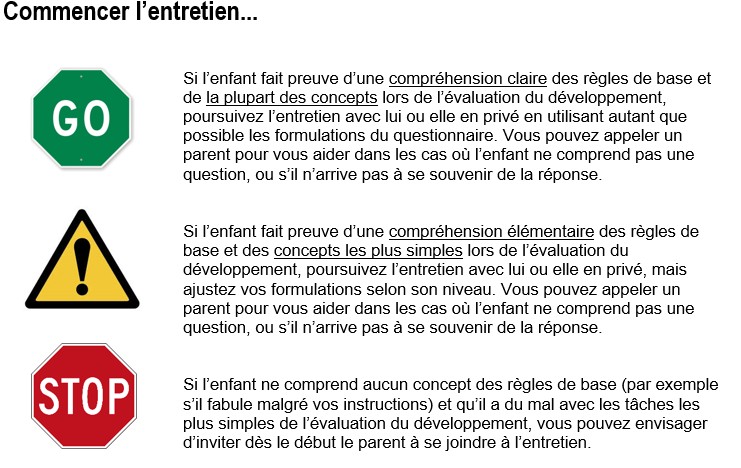 Commencer l’entretien...
GO
Si l’enfant fait preuve d’une compréhension claire des règles de base et
de la plupart des concepts lors de l’évaluation du développement,
poursuivez l’entretien avec lui ou elle en privé en utilisant autant que
possible les formulations du questionnaire. Vous pouvez appeler un
parent pour vous aider dans les cas où l’enfant ne comprend pas une
question, ou s’il n’arrive pas à se souvenir de la réponse.
!
Si l’enfant fait preuve d’une compréhension élémentaire des règles de
base et des concepts les plus simples lors de l’évaluation du
développement, poursuivez l’entretien avec lui ou elle en privé, mais
ajustez vos formulations selon son niveau. Vous pouvez appeler un
parent pour vous aider dans les cas où l’enfant ne comprend pas une
question, ou s’il n’arrive pas à se souvenir de la réponse.
STOP
Si l’enfant ne comprend aucun concept des règles de base (par exemple
s’il fabule malgré vos instructions) et qu’il a du mal avec les tâches les
plus simples de l’évaluation du développement, vous pouvez envisager
d’inviter dès le début le parent à se joindre à l’entretien.